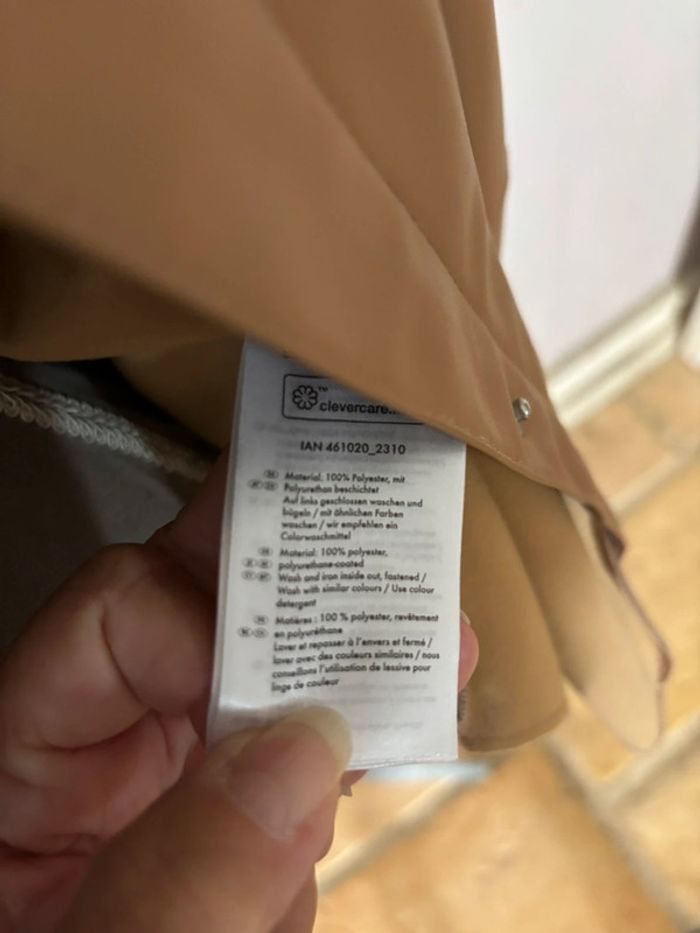 ™
clevercare...
IAN 461020_2310
Material: 100% Polyester, mit
Polyurethan beschichtet
Auf links geschlossen waschen und
bügeln / mit ähnlichen Farben
waschen / wir empfehlen ein
Colorwaschmittel
Material: 100% polyester,
polyurethane-coated
Wash and iron inside out, fastened /
Wash with similar colours / Use colour
detergent
Matières : 100 % polyester, revêtement
en polyuréthane
Laver et repasser à l'envers et fermé /
laver avec des couleurs similaires / nous
conseillons l'utilisation de lessive pour
linge de couleur